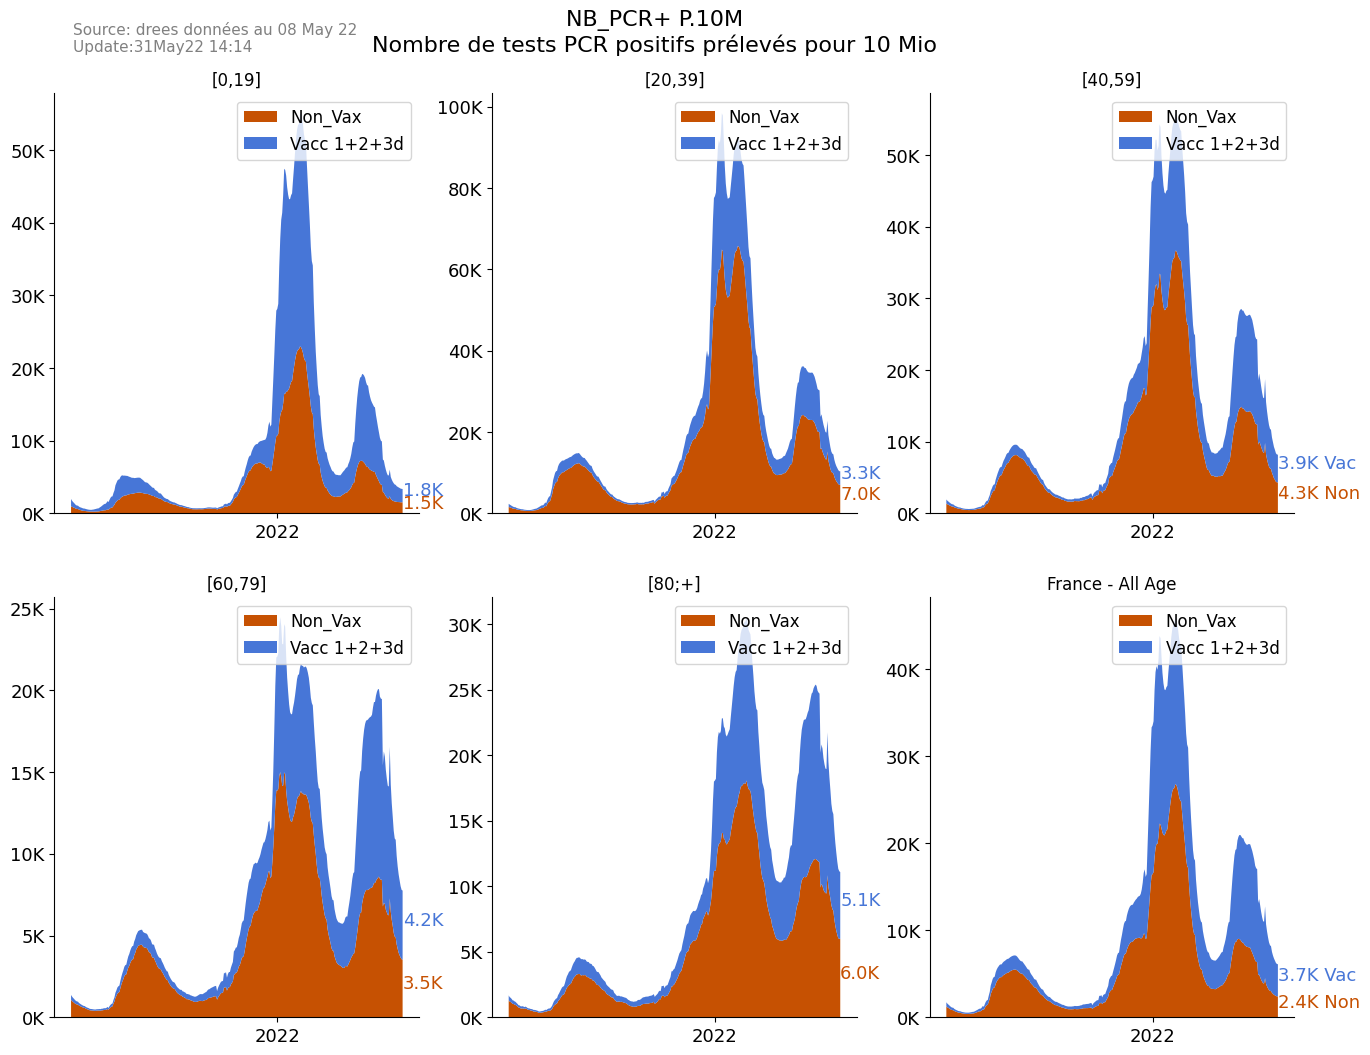 Source: drees données au 08 May 22
Update:31May22 14:14
NB_PCR+ P.10M
Nombre de tests PCR positifs prélevés pour 10 Mio
[0,19]
Non_Vax
Vacc 1+2+3d
50K
40K
30K
20K
10K
0K
1.8K
1.5K
2022
[20,39]
Non_Vax
Vacc 1+2+3d
100K
80K
60K
40K
20K
0K
3.3K
7.0K
2022
[40,59]
Non_Vax
Vacc 1+2+3d
50K
40K
30K
20K
10K
0K
3.9K Vac
4.3K Non
2022
[60,79]
Non_Vax
Vacc 1+2+3d
25K
20K
15K
10K
5K
0K
4.2K
3.5K
2022
[80;+]
Non_Vax
Vacc 1+2+3d
30K
25K
20K
15K
10K
5K
0K
5.1K
6.0K
2022
France - All Age
Non_Vax
Vacc 1+2+3d
40K
30K
20K
10K
0K
3.7K Vac
2.4K Non
2022